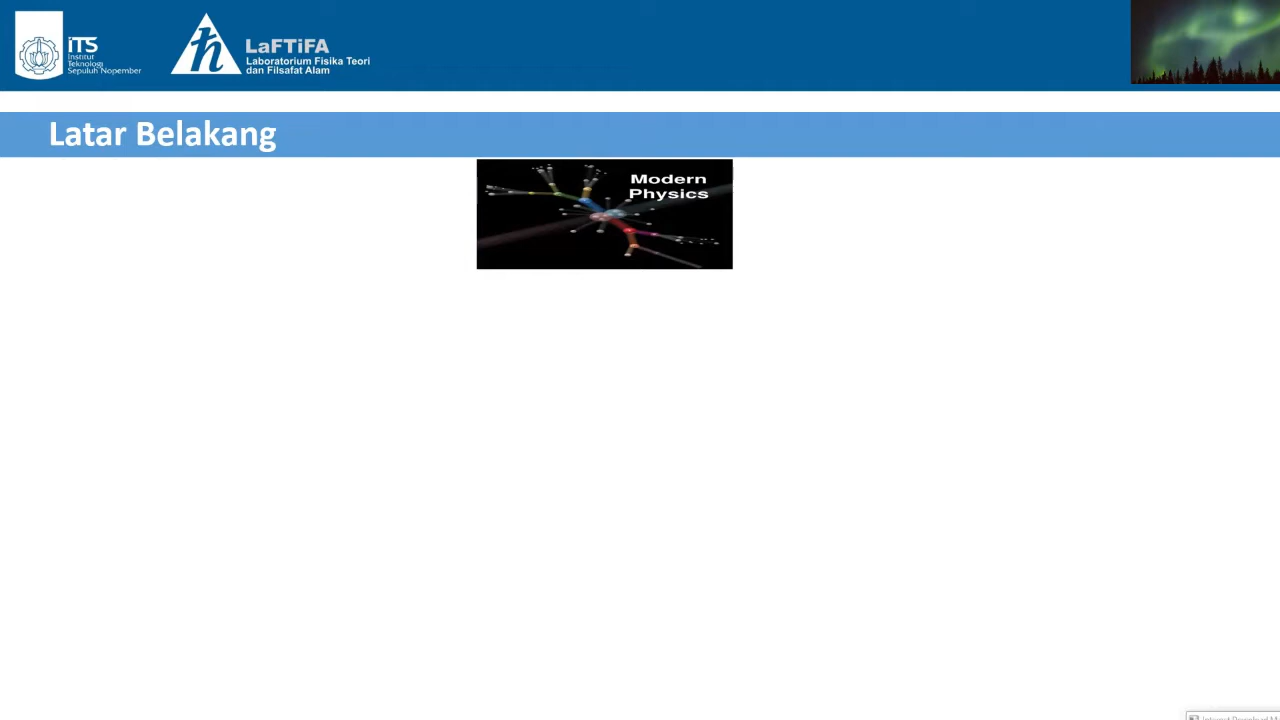 iTS
Institut
Teknologi
Sepuluh Nopember
ℏ
LaFTiFA
Laboratorium Fisika Teori
dan Filsafat Alam
Latar Belakang
Modern
Physics